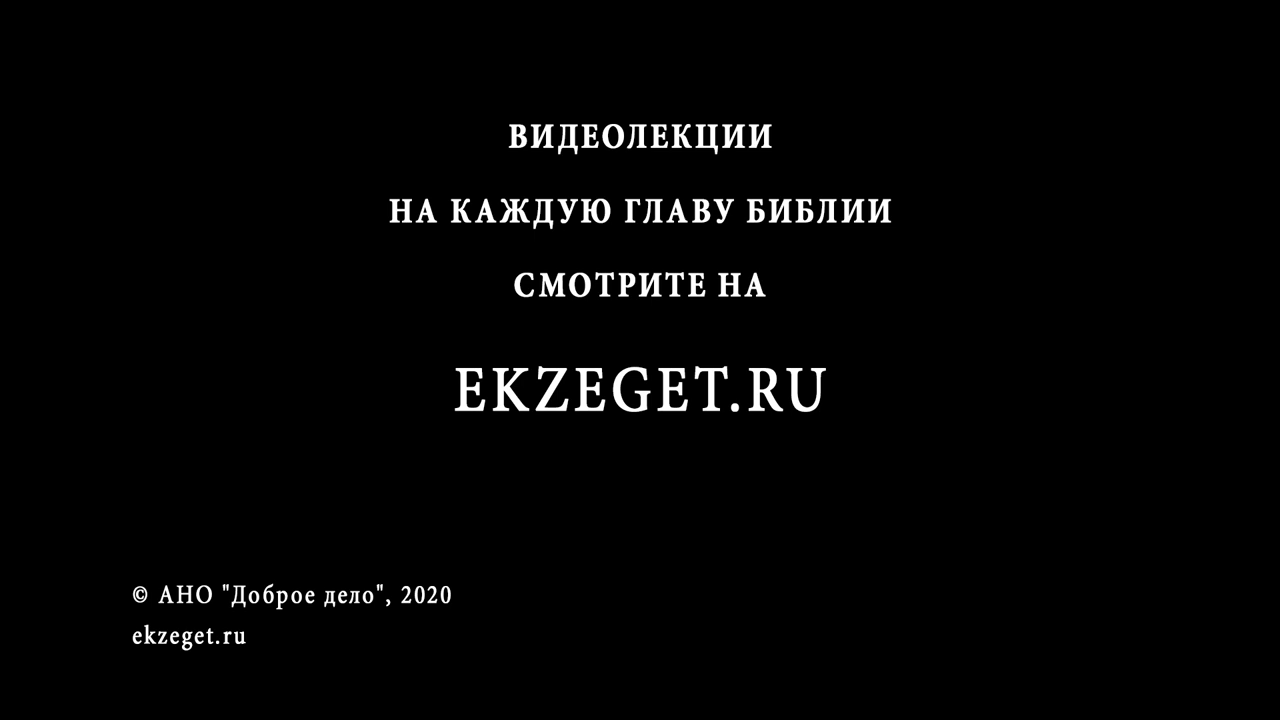 ВИДЕОЛЕКЦИИ
НА КАЖДУЮ ГЛАВУ БИБЛИИ
СМОТРИТЕ НА
EKZEGET.RU
© АНО "Доброе дело", 2020
ekzeget.ru